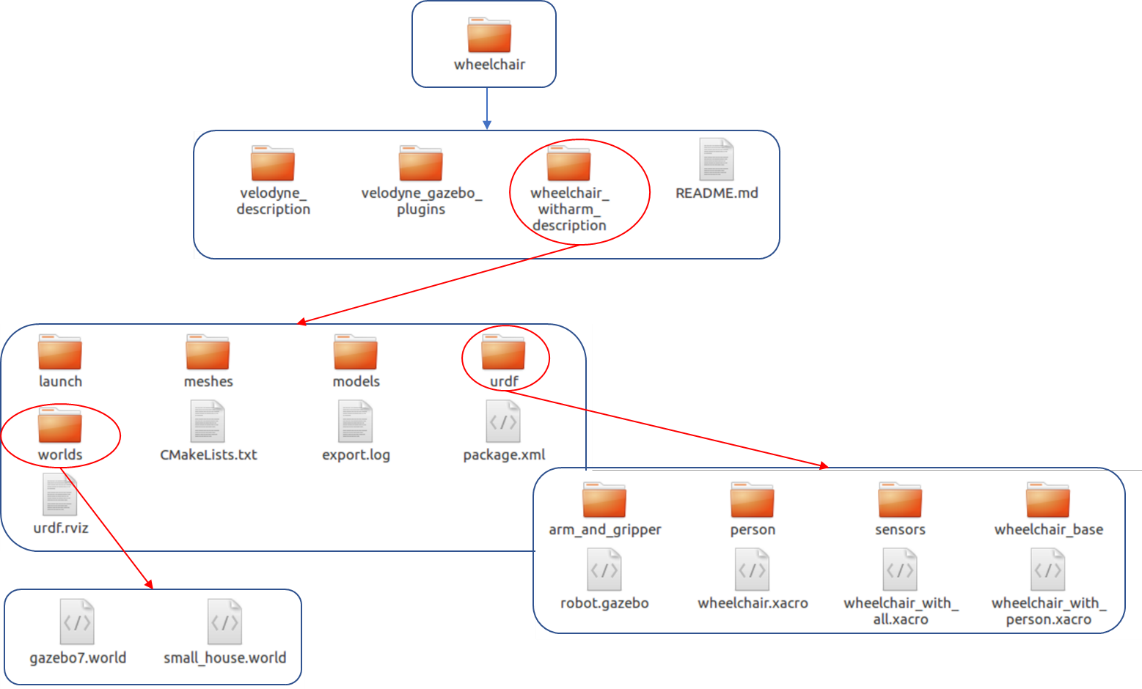 wheelchair
velodyne_
description
velodyne_gazebo_
plugins
wheelchair_
witharm_
description
README.md
launch
meshes
models
urdf
worlds
CMakeLists.txt
export.log
package.xml
urdf.rviz
arm_and_gripper
person
sensors
wheelchair_base
robot.gazebo
wheelchair.xacro
wheelchair_with_
all.xacro
wheelchair_with_
person.xacro
gazebo7.world
small_house.world